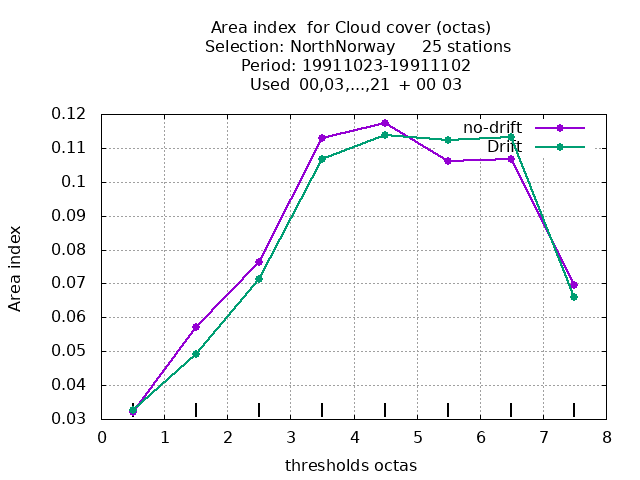 Area index  for Cloud cover (octas)
Selection: NorthNorway     25 stations
Period: 19911023-19911102
Used  00,03,...,21  + 00 03
no-drift
Drift
0.12
0.11
0.1
0.09
0.08
0.07
0.06
0.05
0.04
0.03
Area index
0 1 2 3 4 5 6 7 8
thresholds octas